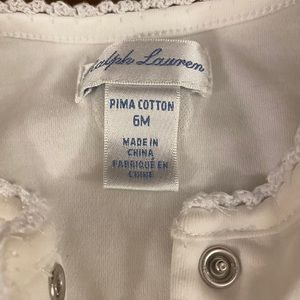 Ralph Lauren
PIMA COTTON
6M
MADE IN
CHINA
FABRIQUÉ EN
CHINE